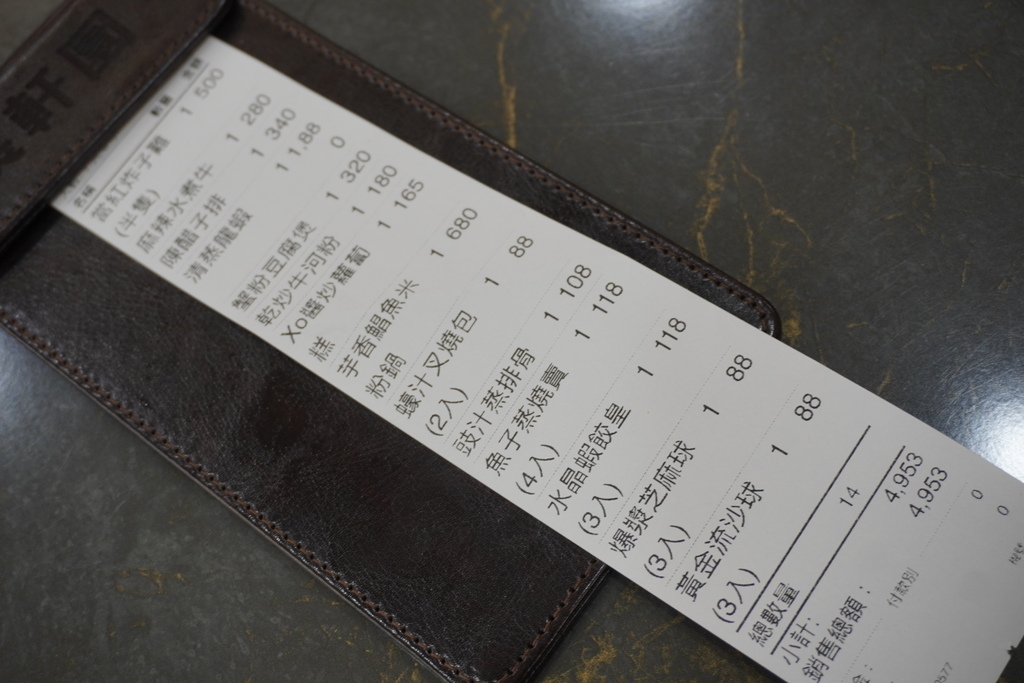 軒園
名稱 數量 金額
當紅炸子雞 1 500
(半隻)
麻辣水煮牛 1 280
陳醋子排 1 340
清蒸龍蝦 1 1,88
0
蟹粉豆腐煲 1 320
乾炒牛河粉 1 180
Xo醬炒蘿蔔 1 165
糕
芋香鯧魚米 1 680
粉鍋
蠔汁叉燒包 1 88
(2入)
豉汁蒸排骨 1 108
魚子蒸燒賣 1 118
(4入)
水晶蝦餃皇 1 118
(3入)
爆漿芝麻球 1 88
(3入)
黃金流沙球 1 88
(3入)
總數量 14
小計: 4,953
銷售總額： 4,953
付款別 0
0